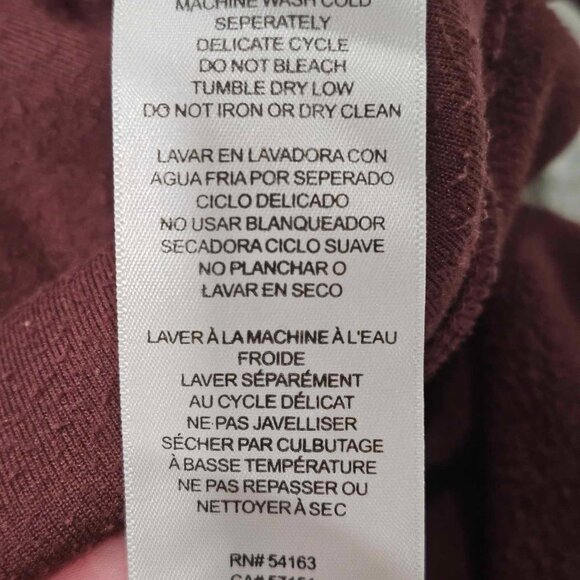 MACHINE WASH COLD
SEPERATELY
DELICATE CYCLE
DO NOT BLEACH
TUMBLE DRY LOW
DO NOT IRON OR DRY CLEAN
LAVAR EN LAVADORA CON
AGUA FRIA POR SEPERADO
CICLO DELICADO
NO USAR BLANQUEADOR
SECADORA CICLO SUAVE
NO PLANCHAR O
LAVAR EN SECO
LAVER À LA MACHINE À L'EAU
FROIDE
LAVER SÉPARÉMENT
AU CYCLE DÉLICAT
NE PAS JAVELLISER
SÉCHER PAR CULBUTAGE
À BASSE TEMPÉRATURE
NE PAS REPASSER OU
NETTOYER À SEC
RN# 54163